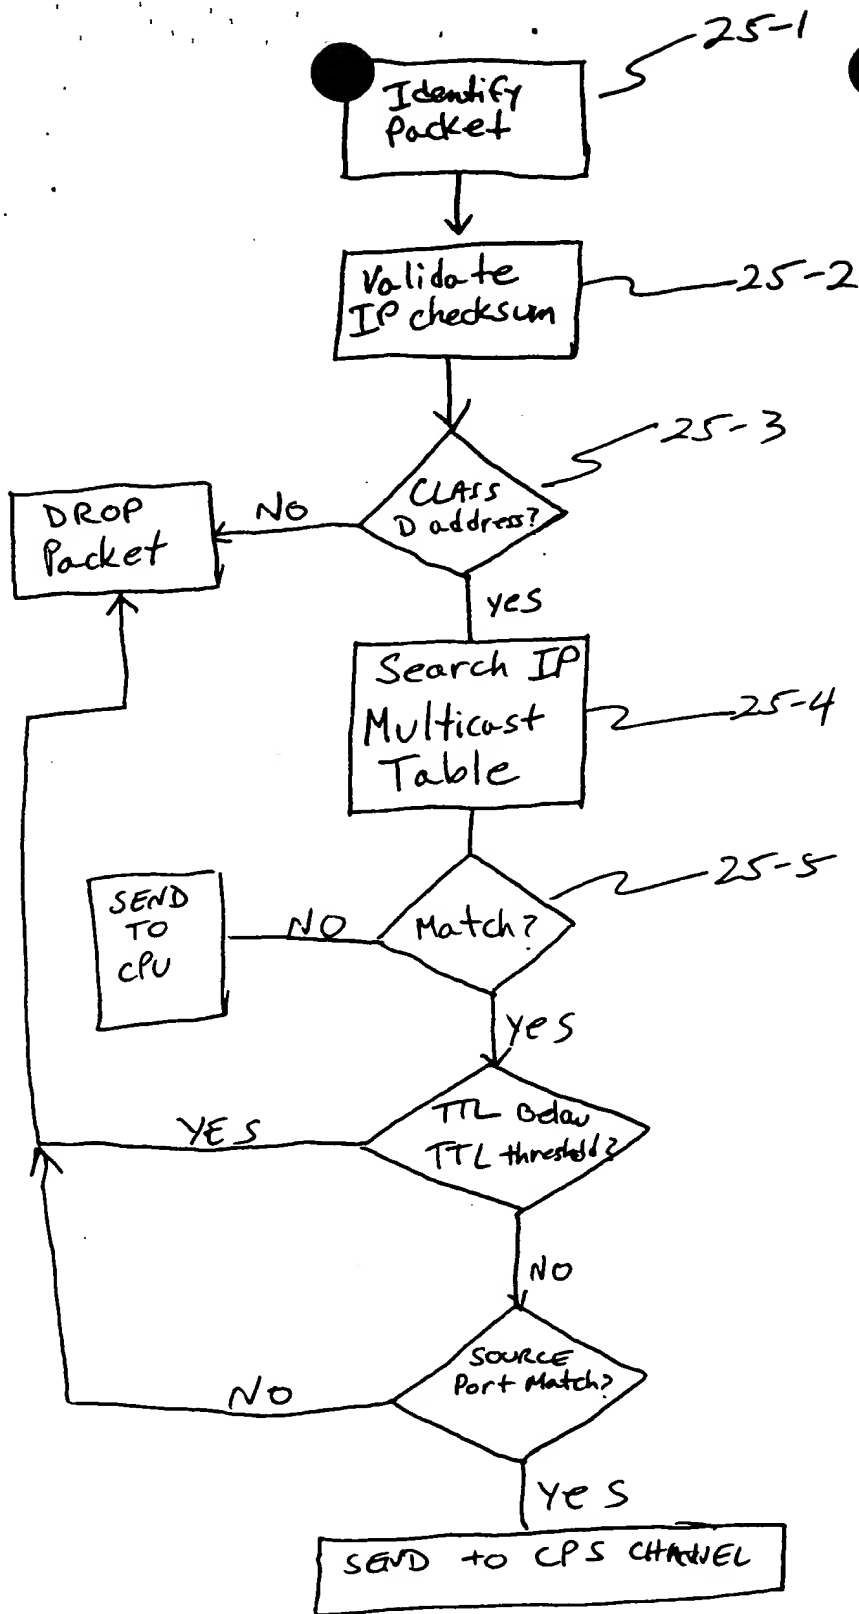 25-1
Identify
Packet
Validate
IP checksum
25-2
25-3
CLASS
D address?
NO
DROP
Packet
yes
Search IP
Multicast
Table
25-4
25-5
Match?
NO
SEND
TO
CPU
yes
TTL Below
TTL threshold?
YES
NO
SOURCE
Port Match?
NO
yes
SEND to CPS CHANNEL